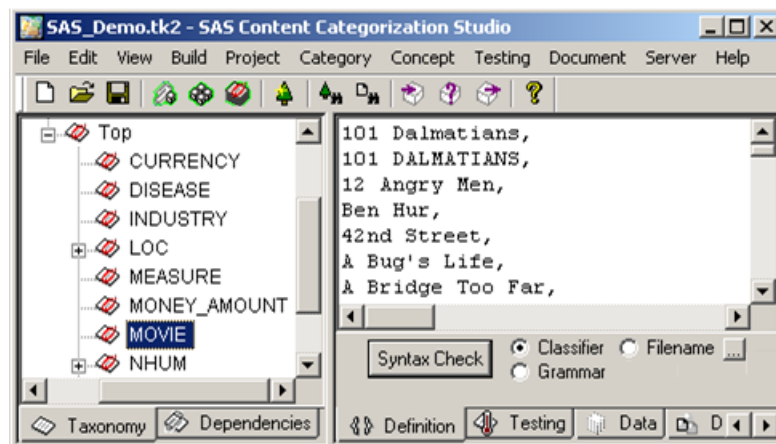 SAS_Demo.tk2 - SAS Content Categorization Studio
File Edit View Build Project Category Concept Testing Document Server Help
Top
CURRENCY
DISEASE
INDUSTRY
LOC
MEASURE
MONEY_AMOUNT
MOVIE
NHUM
Taxonomy Dependencies
101 Dalmatians,
101 DALMATIANS,
12 Angry Men,
Ben Hur,
42nd Street,
A Bug's Life,
A Bridge Too Far,
Syntax Check Classifier Filename ...
Grammar
Definition Testing Data D